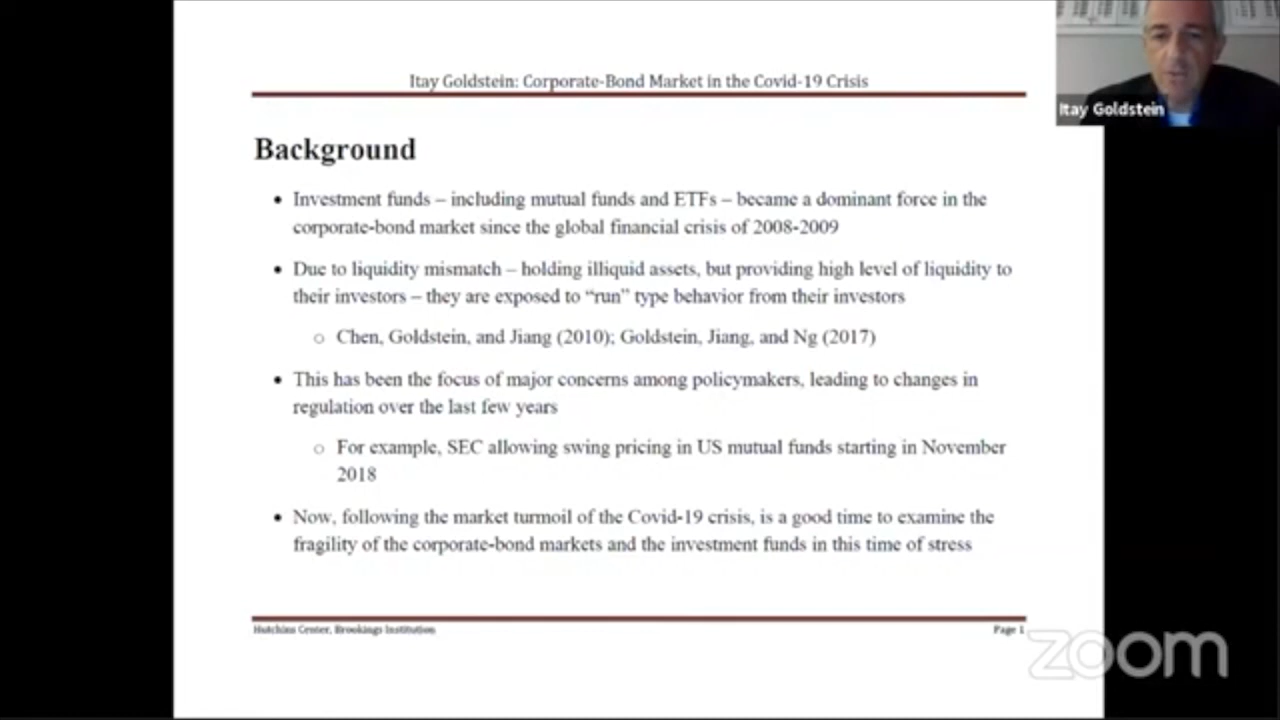 Itay Goldstein: Corporate-Bond Market in the Covid-19 Crisis
Itay Goldstein
Background
• Investment funds – including mutual funds and ETFs – became a dominant force in the
corporate-bond market since the global financial crisis of 2008-2009
• Due to liquidity mismatch – holding illiquid assets, but providing high level of liquidity to
their investors – they are exposed to “run” type behavior from their investors
○ Chen, Goldstein, and Jiang (2010); Goldstein, Jiang, and Ng (2017)
• This has been the focus of major concerns among policymakers, leading to changes in
regulation over the last few years
○ For example, SEC allowing swing pricing in US mutual funds starting in November
2018
• Now, following the market turmoil of the Covid-19 crisis, is a good time to examine the
fragility of the corporate-bond markets and the investment funds in this time of stress
Hutchins Center, Brookings Institution
Page 1
zoom